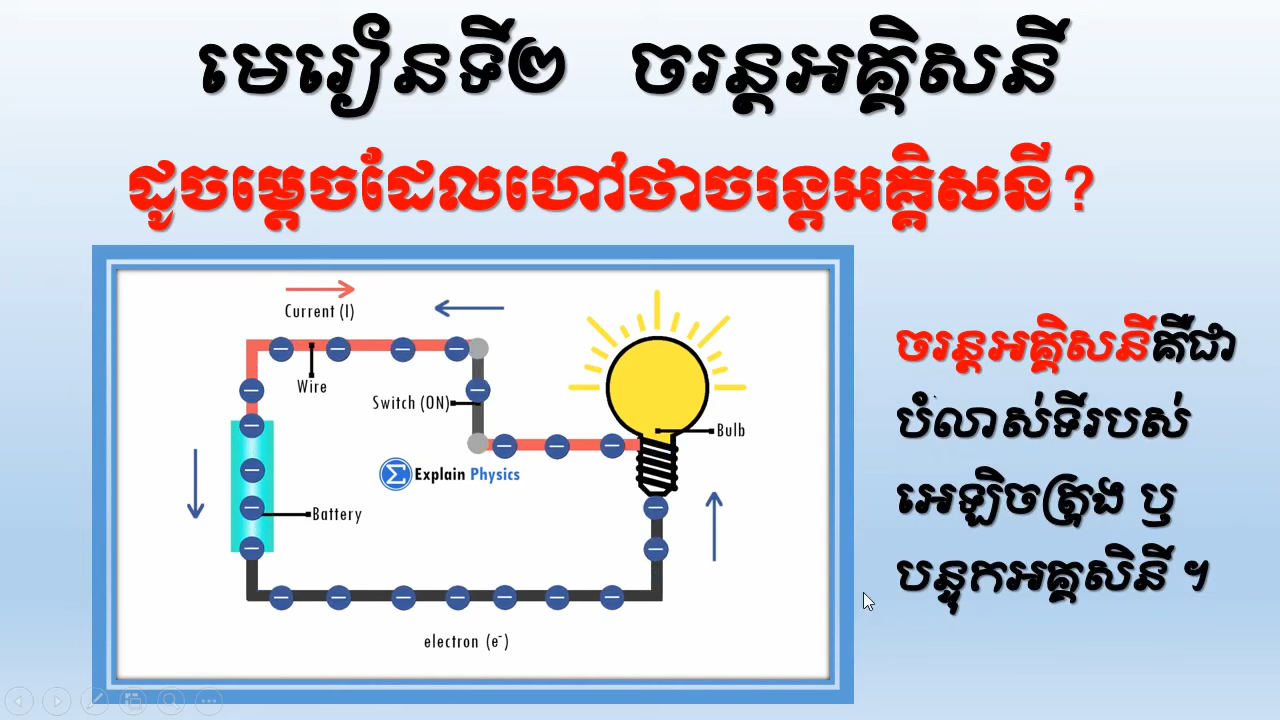 មេរៀនទី២ ចរន្តអគ្គិសនី
ដូចម្ដេចដែលហៅថាចរន្តអគ្គិសនី?
Current (I)
Wire
Switch (ON)
Bulb
Explain Physics
Battery
electron (e⁻)
ចរន្តអគ្គិសនីគឺជា
បំលាស់ទីរបស់
អេឡិចត្រុង ឬ
បន្ទុកអគ្គសិនី ។